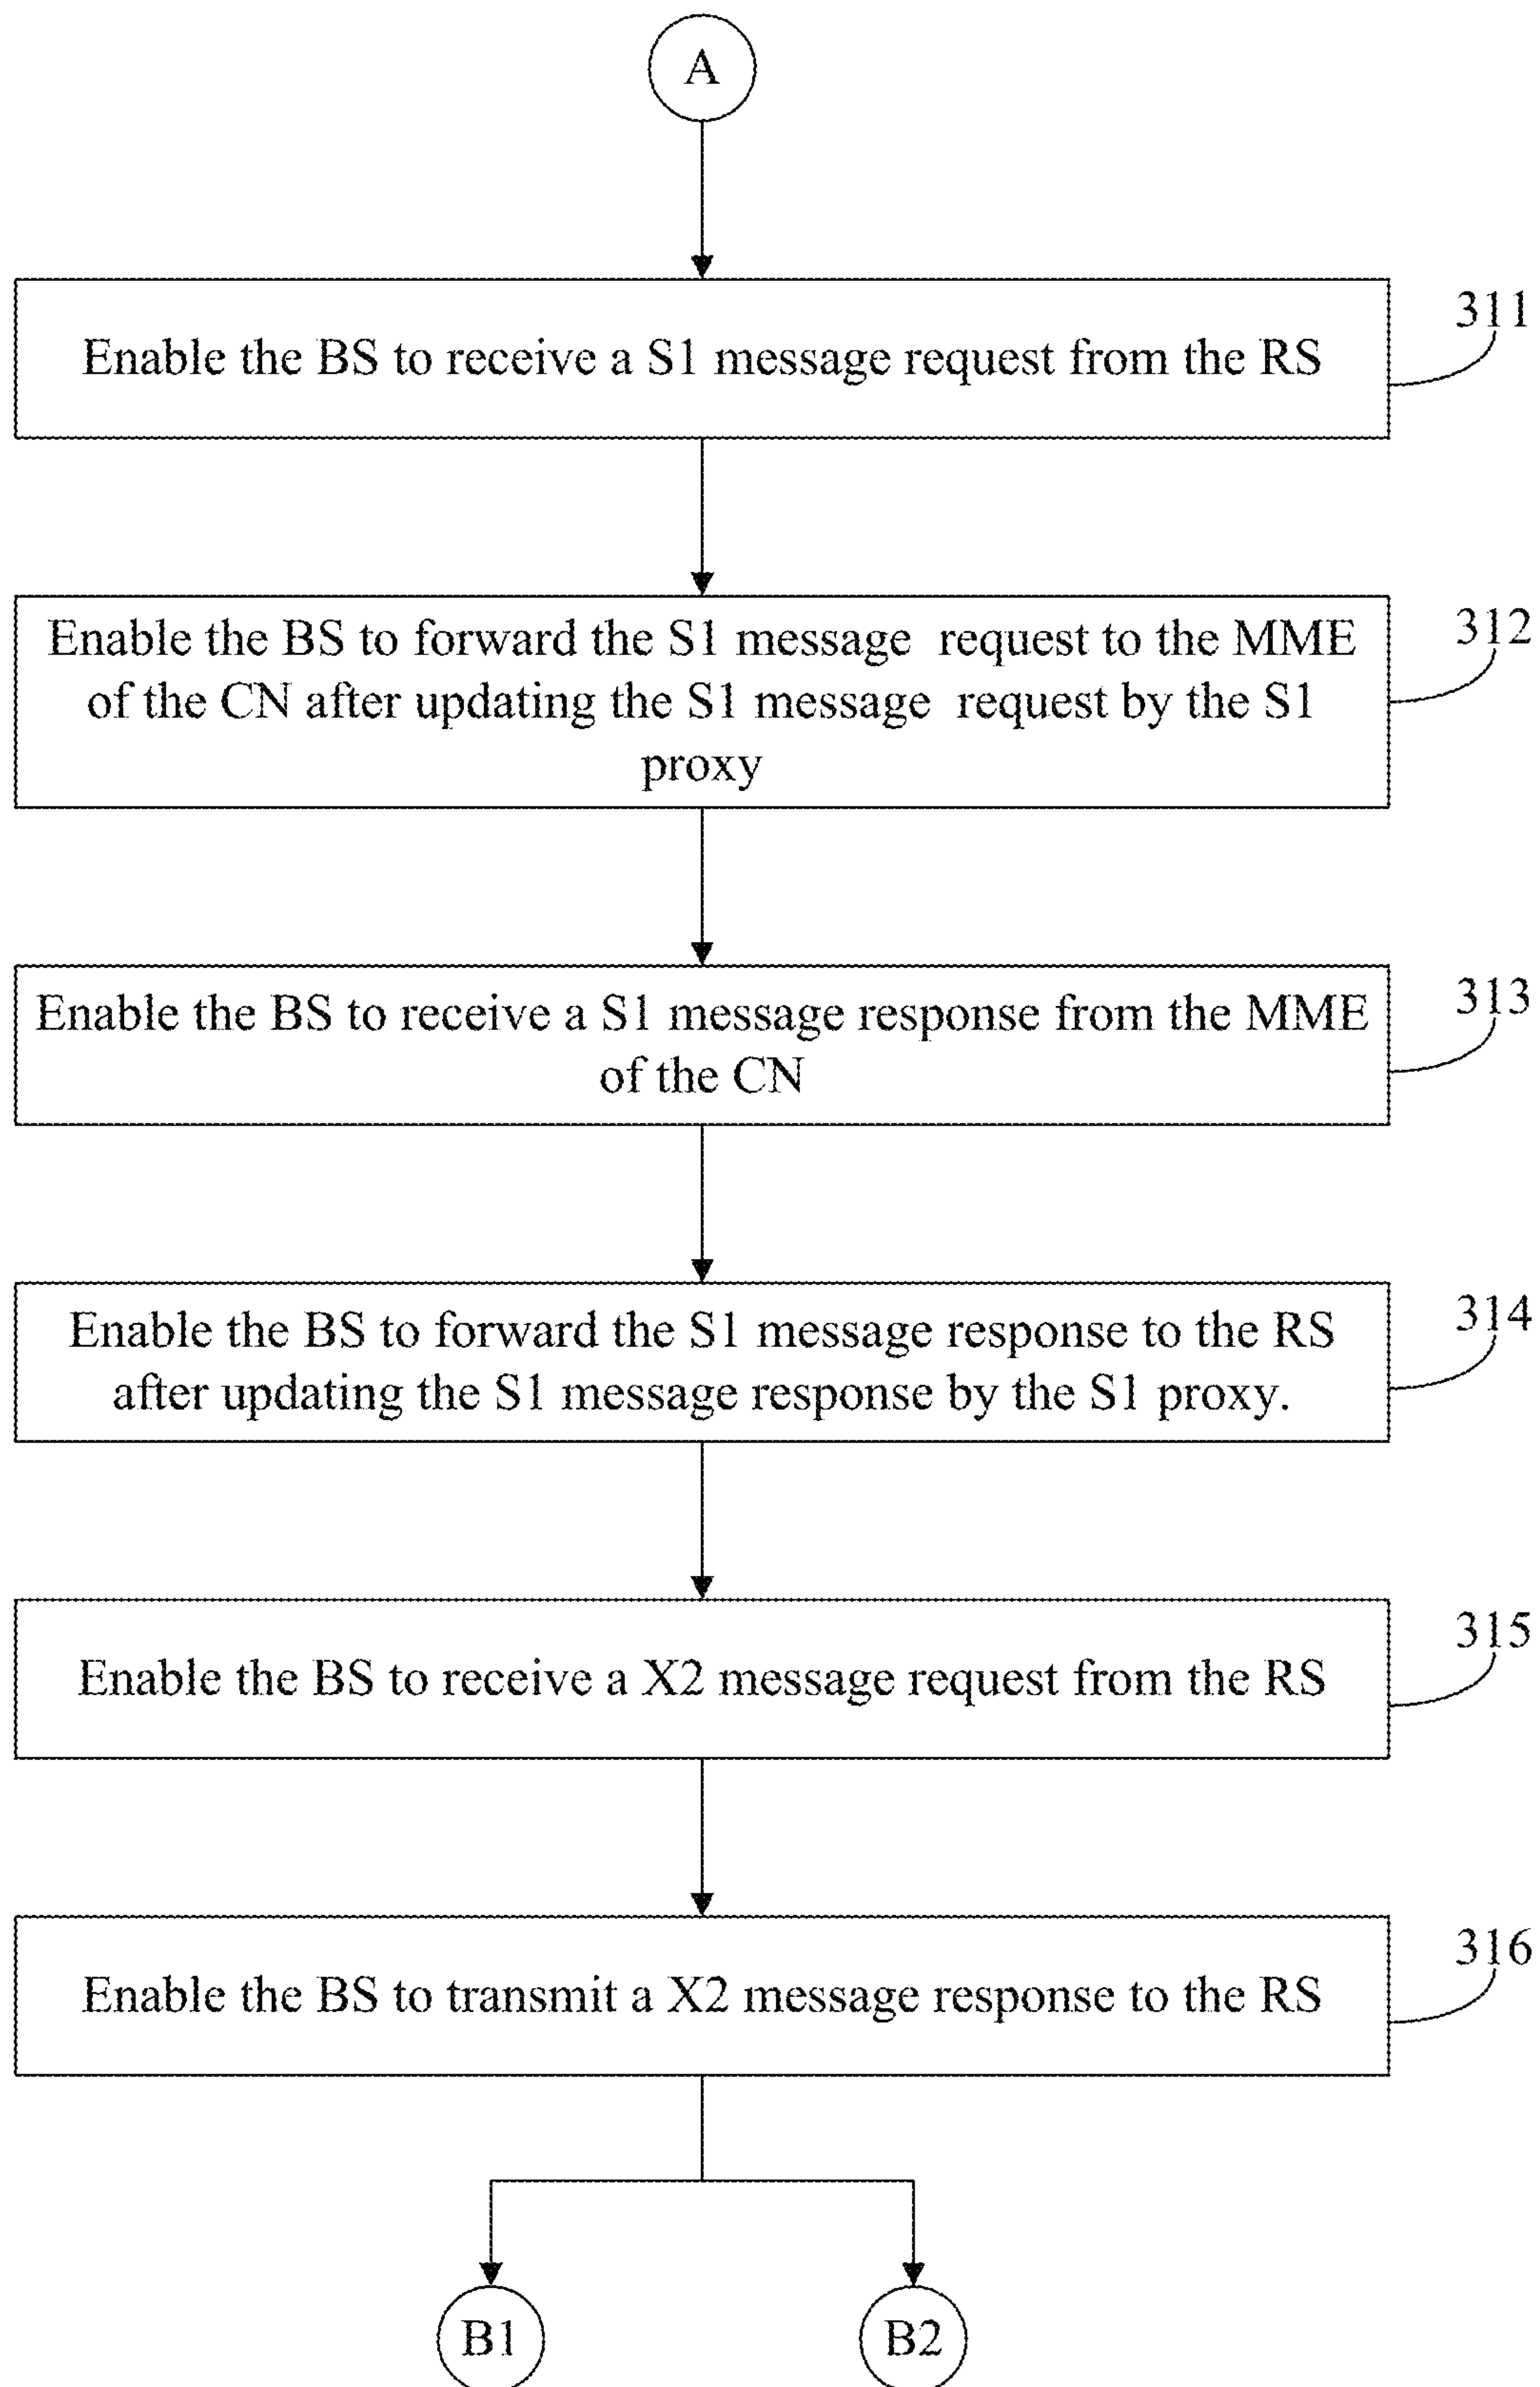 A
311
Enable the BS to receive a S1 message request from the RS
312
Enable the BS to forward the S1 message request to the MME
of the CN after updating the S1 message request by the S1
proxy
313
Enable the BS to receive a S1 message response from the MME
of the CN
314
Enable the BS to forward the S1 message response to the RS
after updating the S1 message response by the S1 proxy.
315
Enable the BS to receive a X2 message request from the RS
316
Enable the BS to transmit a X2 message response to the RS
B1
B2